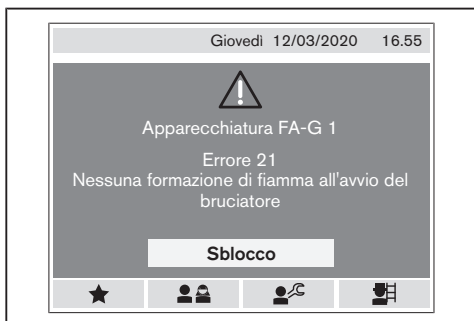 Giovedì 12/03/2020 16.55
Apparecchiatura FA-G 1
Errore 21
Nessuna formazione di fiamma all'avvio del
bruciatore
Sblocco